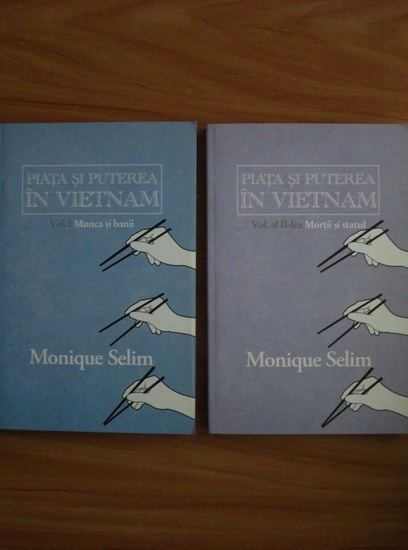 PIAȚA ȘI PUTEREA
ÎN VIETNAM
Vol. I Munca și banii
Monique Selim
PIAȚA ȘI PUTEREA
ÎN VIETNAM
Vol. al II-lea Morții și statul
Monique Selim